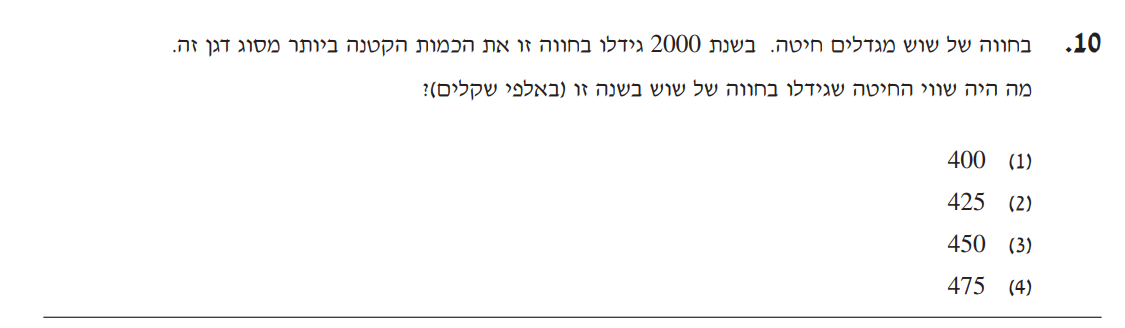 10. בחווה של שוש מגדלים חיטה. בשנת 2000 גידלו בחווה זו את הכמות הקטנה ביותר מסוג דגן זה.
מה היה שווי החיטה שגידלו בחווה של שוש בשנה זו (באלפי שקלים)?
(1) 400
(2) 425
(3) 450
(4) 475